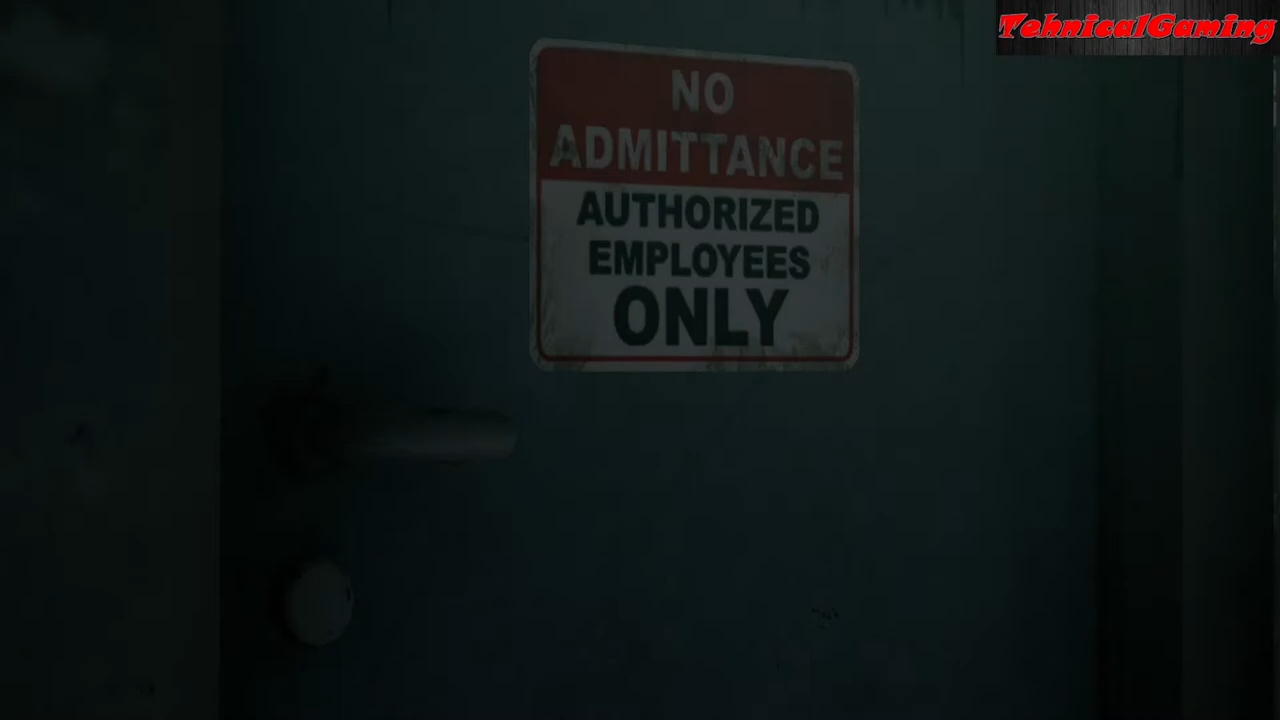 TehnicalGaming
NO
ADMITTANCE
AUTHORIZED
EMPLOYEES
ONLY